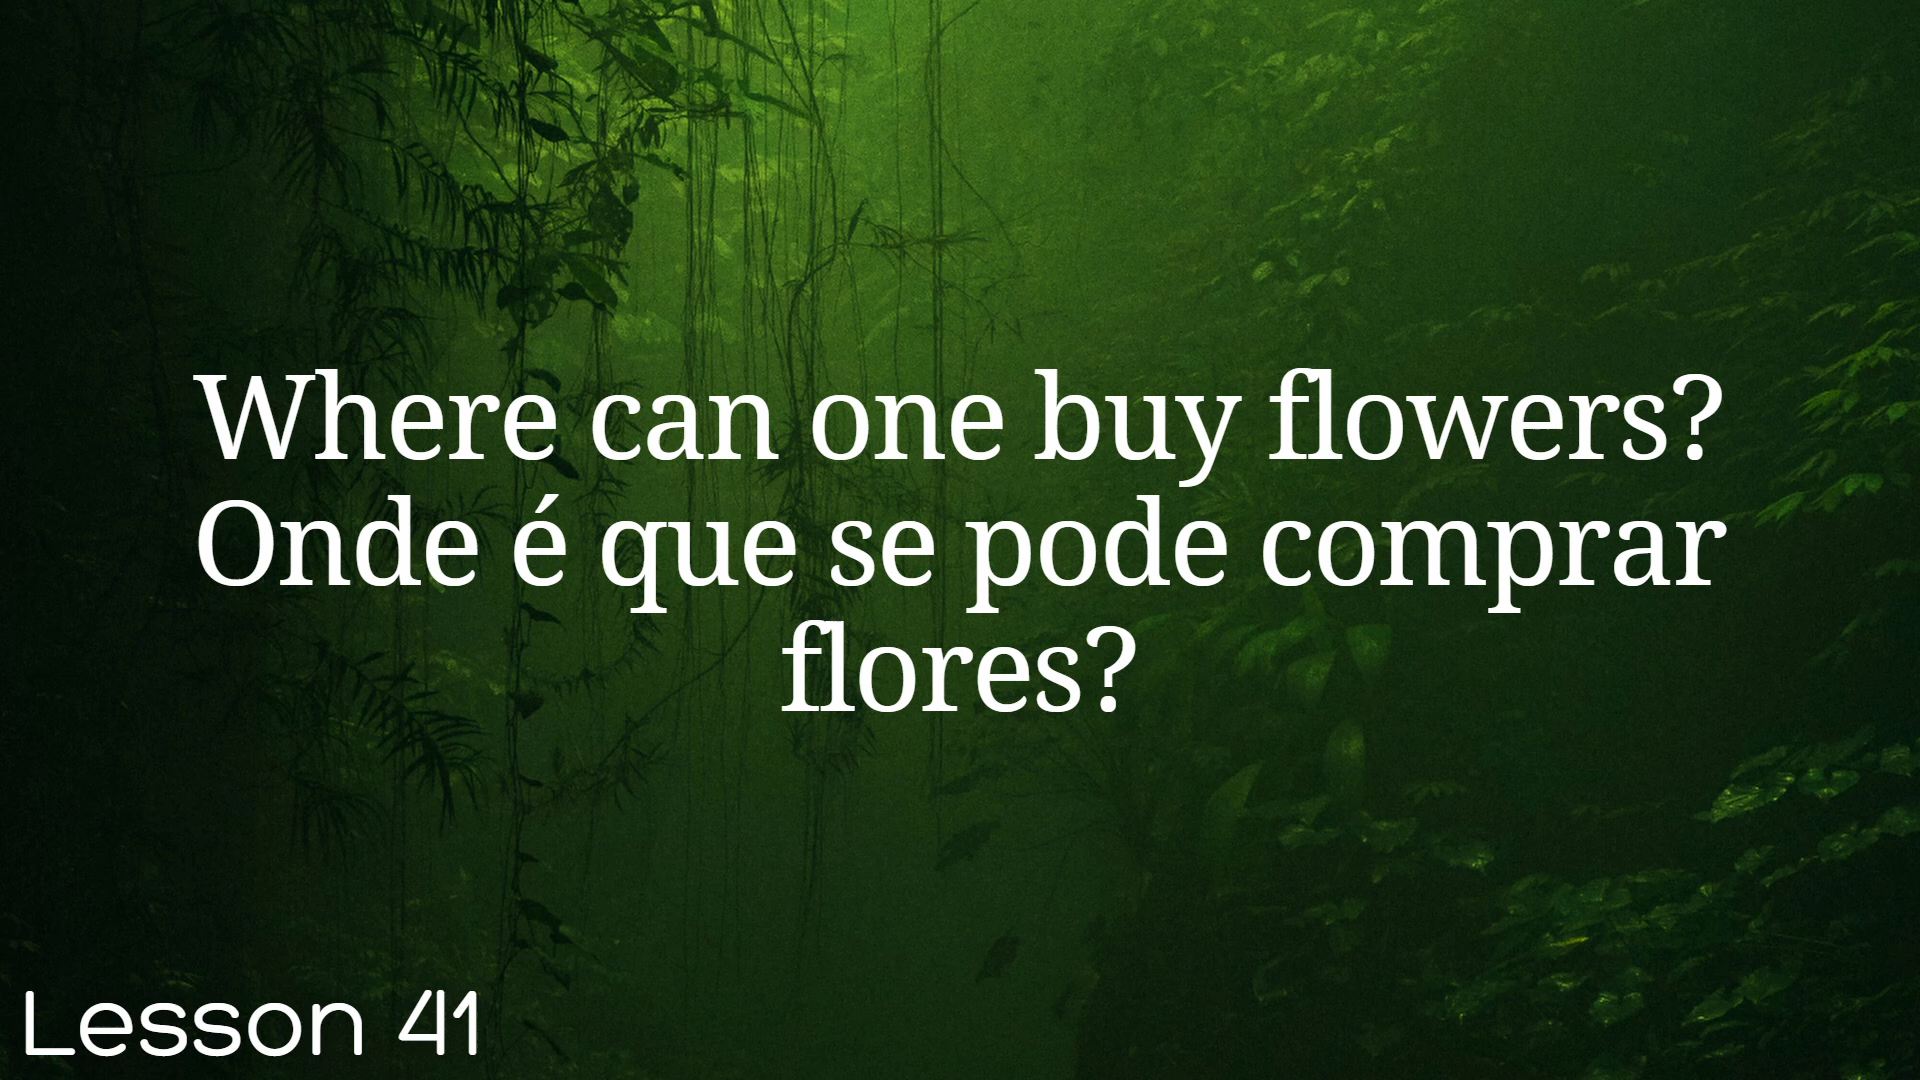 Where can one buy flowers?
Onde é que se pode comprar
flores?
Lesson 41